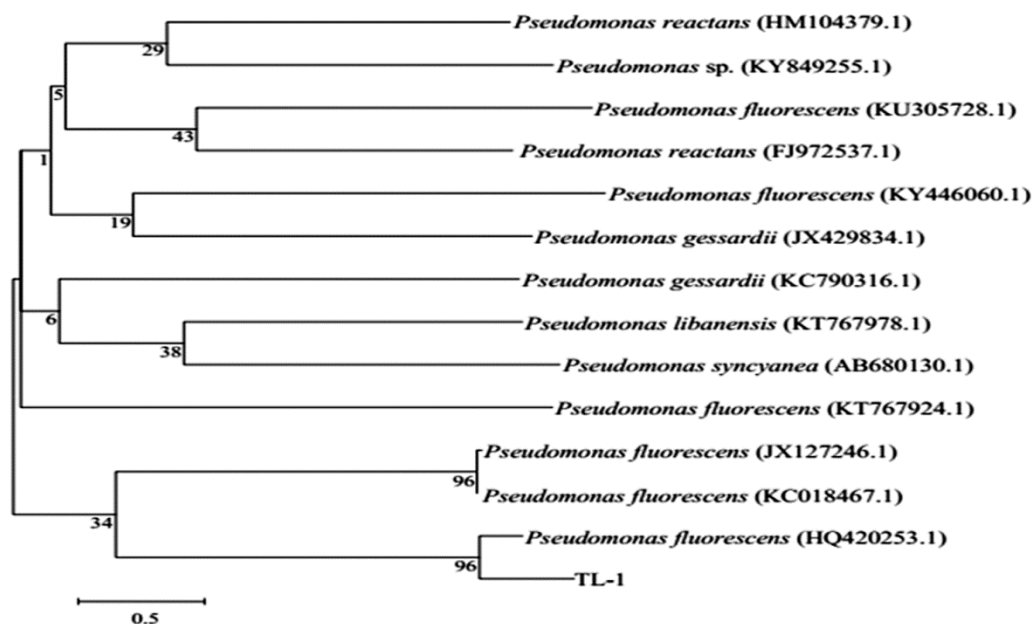 Pseudomonas reactans (HM104379.1)
29
Pseudomonas sp. (KY849255.1)
5
Pseudomonas fluorescens (KU305728.1)
43
Pseudomonas reactans (FJ972537.1)
1
Pseudomonas fluorescens (KY446060.1)
19
Pseudomonas gessardii (JX429834.1)
Pseudomonas gessardii (KC790316.1)
6
Pseudomonas libanensis (KT767978.1)
38
Pseudomonas syncyanea (AB680130.1)
Pseudomonas fluorescens (KT767924.1)
Pseudomonas fluorescens (JX127246.1)
96
Pseudomonas fluorescens (KC018467.1)
34
Pseudomonas fluorescens (HQ420253.1)
96
TL-1
0.5